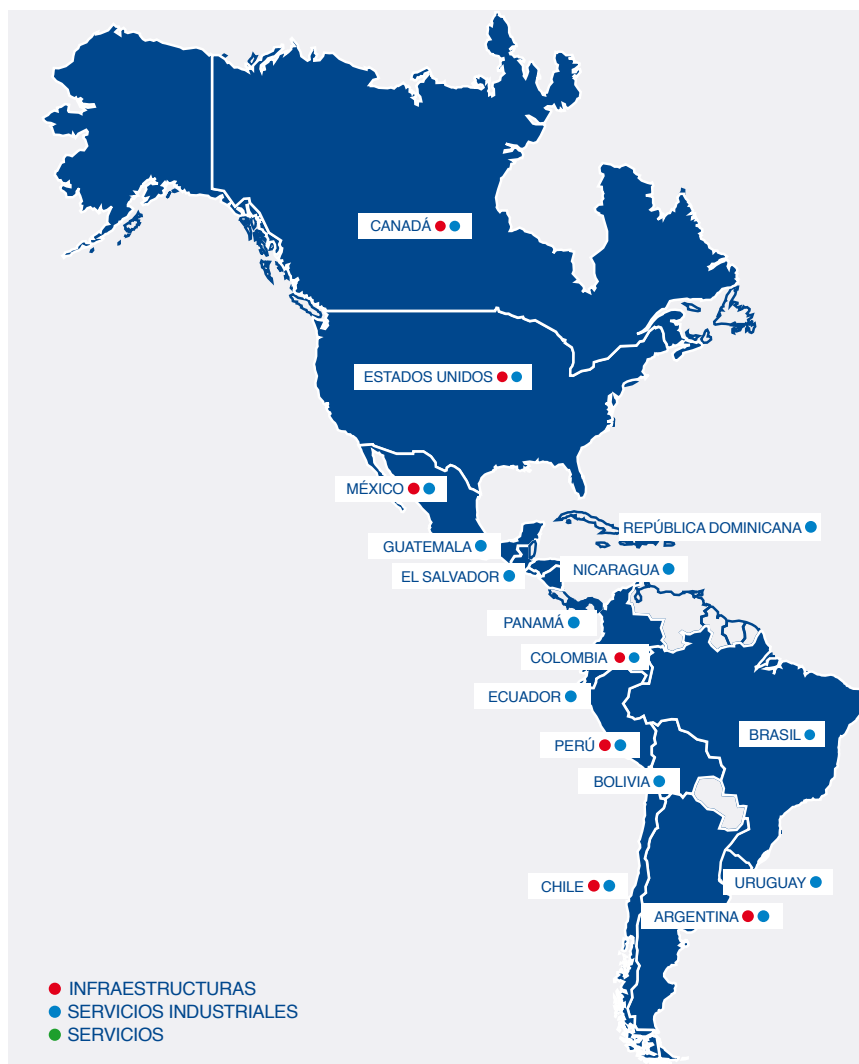 CANADÁ
ESTADOS UNIDOS
MÉXICO
REPÚBLICA DOMINICANA
GUATEMALA
NICARAGUA
EL SALVADOR
PANAMÁ
COLOMBIA
ECUADOR
BRASIL
PERÚ
BOLIVIA
URUGUAY
CHILE
ARGENTINA
INFRAESTRUCTURAS
SERVICIOS INDUSTRIALES
SERVICIOS